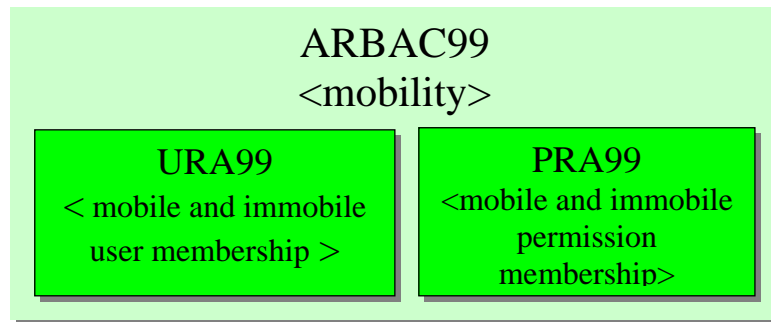 ARBAC99
<mobility>
URA99
< mobile and immobile
user membership >
PRA99
<mobile and immobile
permission
membership>